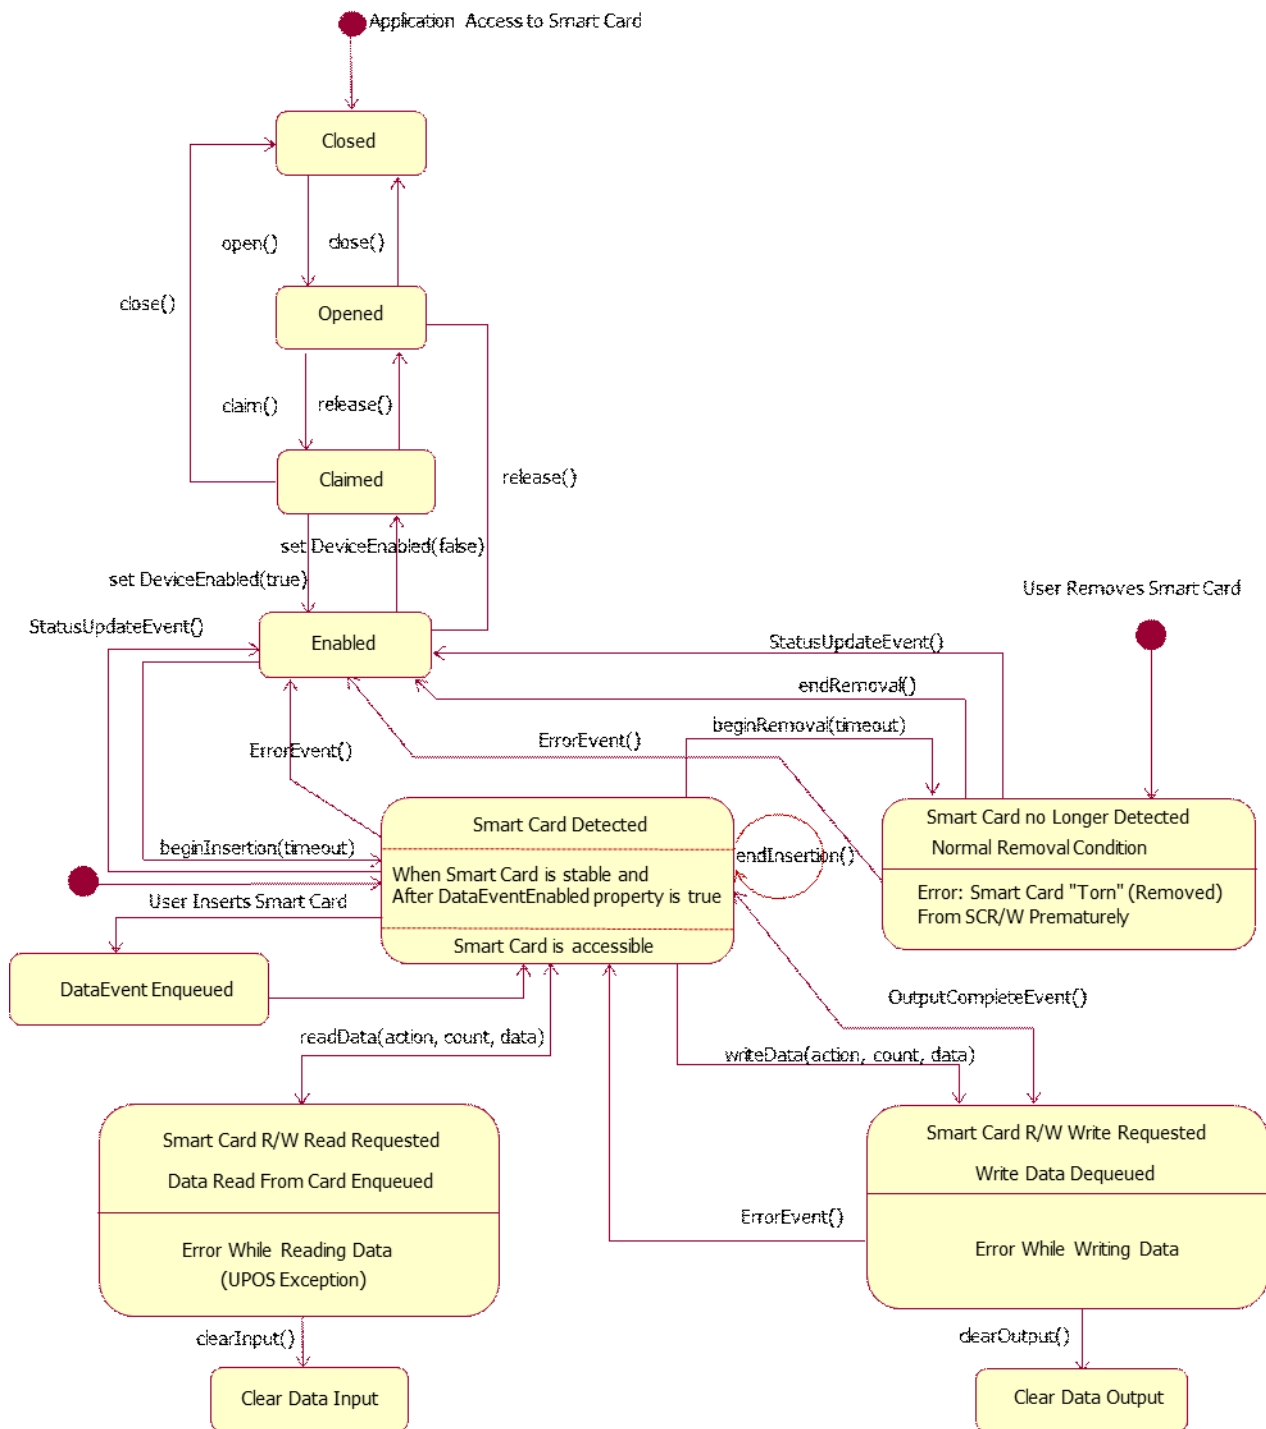 Application Access to Smart Card
Closed
open()
close()
close()
Opened
claim()
release()
Claimed
release()
set DeviceEnabled(false)
set DeviceEnabled(true)
User Removes Smart Card
StatusUpdateEvent()
Enabled
StatusUpdateEvent()
endRemoval()
beginRemoval(timeout)
ErrorEvent()
ErrorEvent()
Smart Card Detected
Smart Card no Longer Detected
Normal Removal Condition
beginInsertion(timeout)
endInsertion()
When Smart Card is stable and
After DataEventEnabled property is true
Error: Smart Card "Torn" (Removed)
From SCR/W Prematurely
User Inserts Smart Card
Smart Card is accessible
DataEvent Enqueued
OutputCompleteEvent()
readData(action, count, data)
writeData(action, count, data)
Smart Card R/W Read Requested
Data Read From Card Enqueued
Smart Card R/W Write Requested
Write Data Dequeued
ErrorEvent()
Error While Reading Data
(UPOS Exception)
Error While Writing Data
clearInput()
clearOutput()
Clear Data Input
Clear Data Output